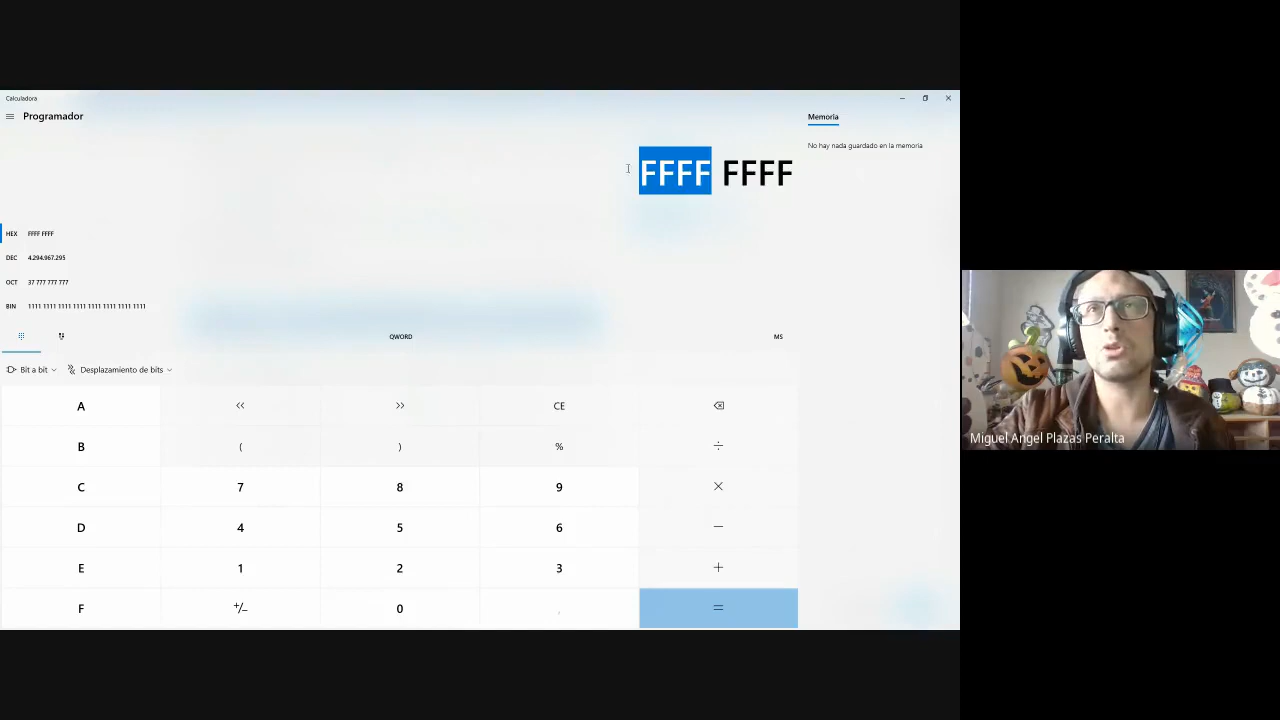 Calculadora
Programador
Memoria
No hay nada guardado en la memoria
FFFF FFFF
HEX FFFF FFFF
DEC 4.294.967.295
OCT 37 777 777 777
BIN 1111 1111 1111 1111 1111 1111 1111 1111
QWORD
MS
Bit a bit
Desplazamiento de bits
A << >> CE
B ( ) % ÷
C 7 8 9 ×
D 4 5 6 −
E 1 2 3 +
F +/− 0 , =
Miguel Angel Plazas Peralta